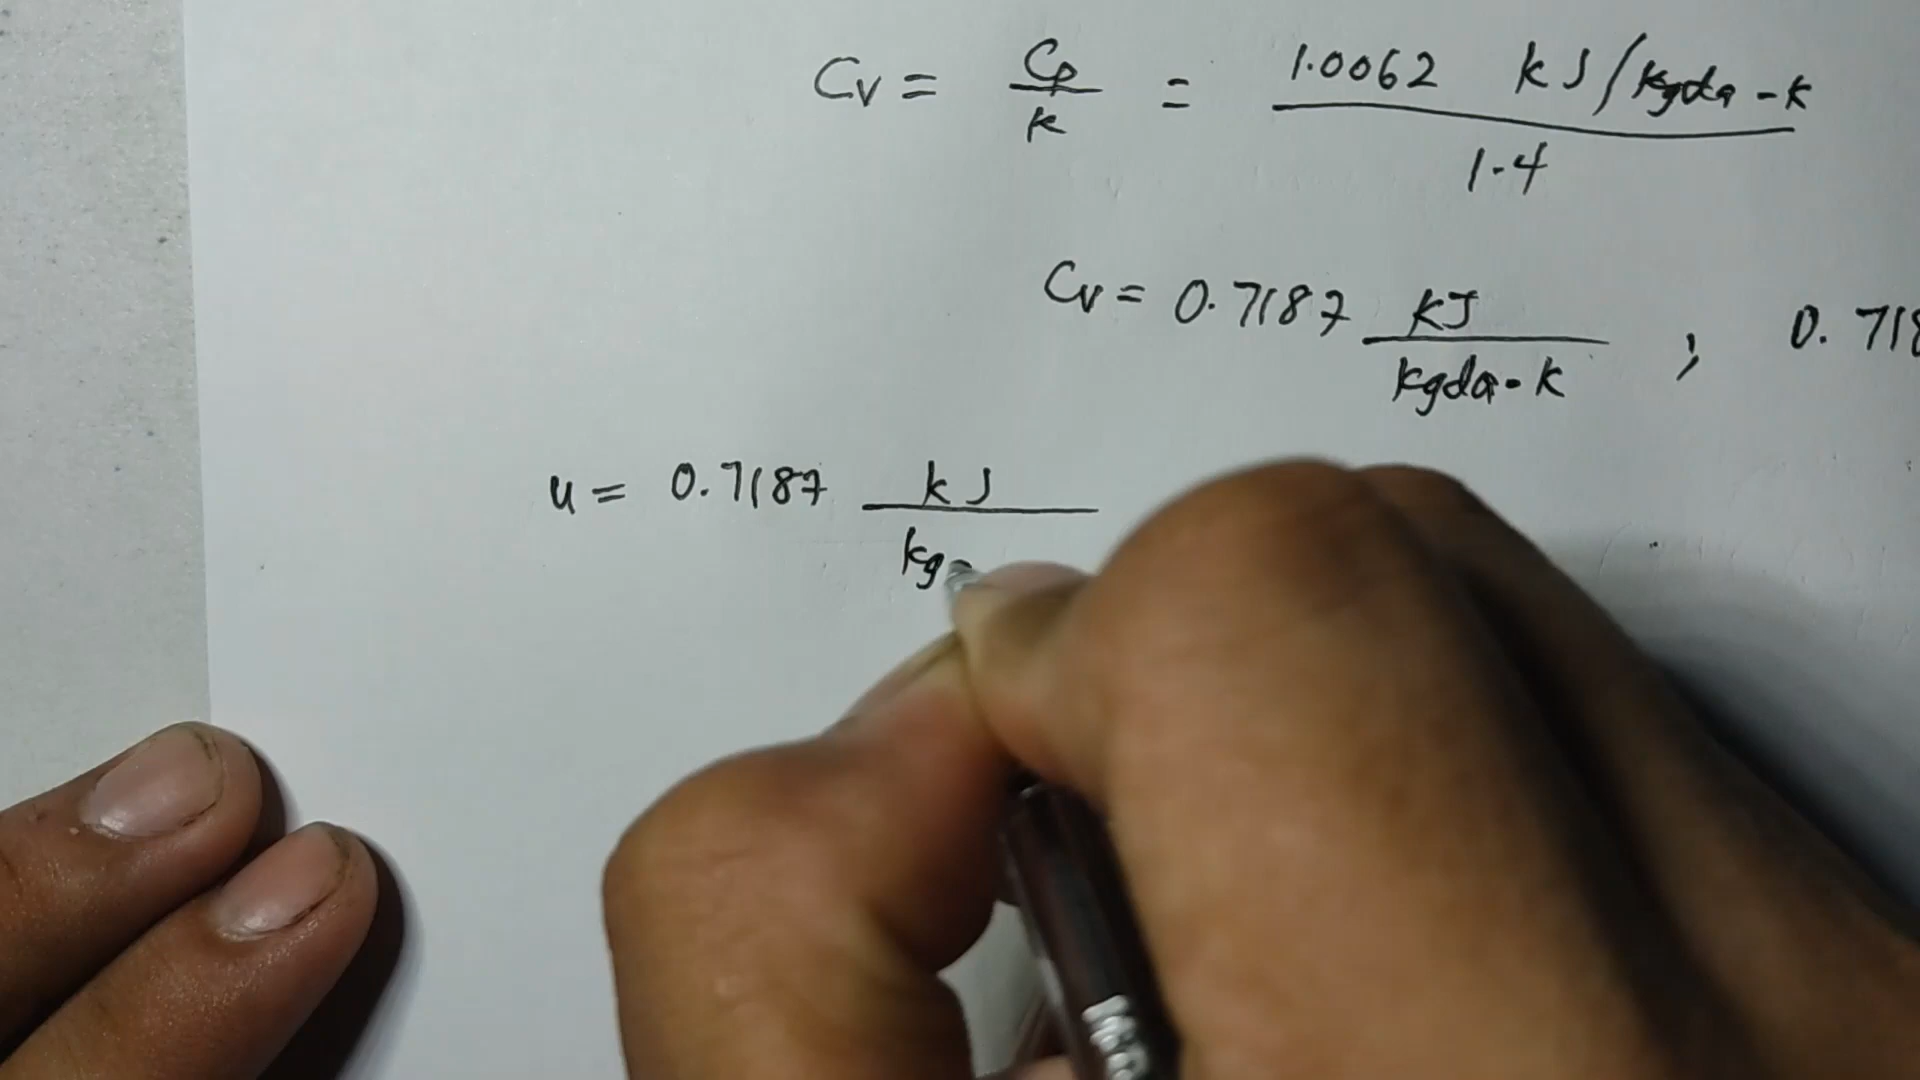 Cv = Cp/k = 1.0062 kJ/kgda-K / 1.4
Cv = 0.7187 kJ/kgda-K ; 0.718
u = 0.7187 kJ/kg